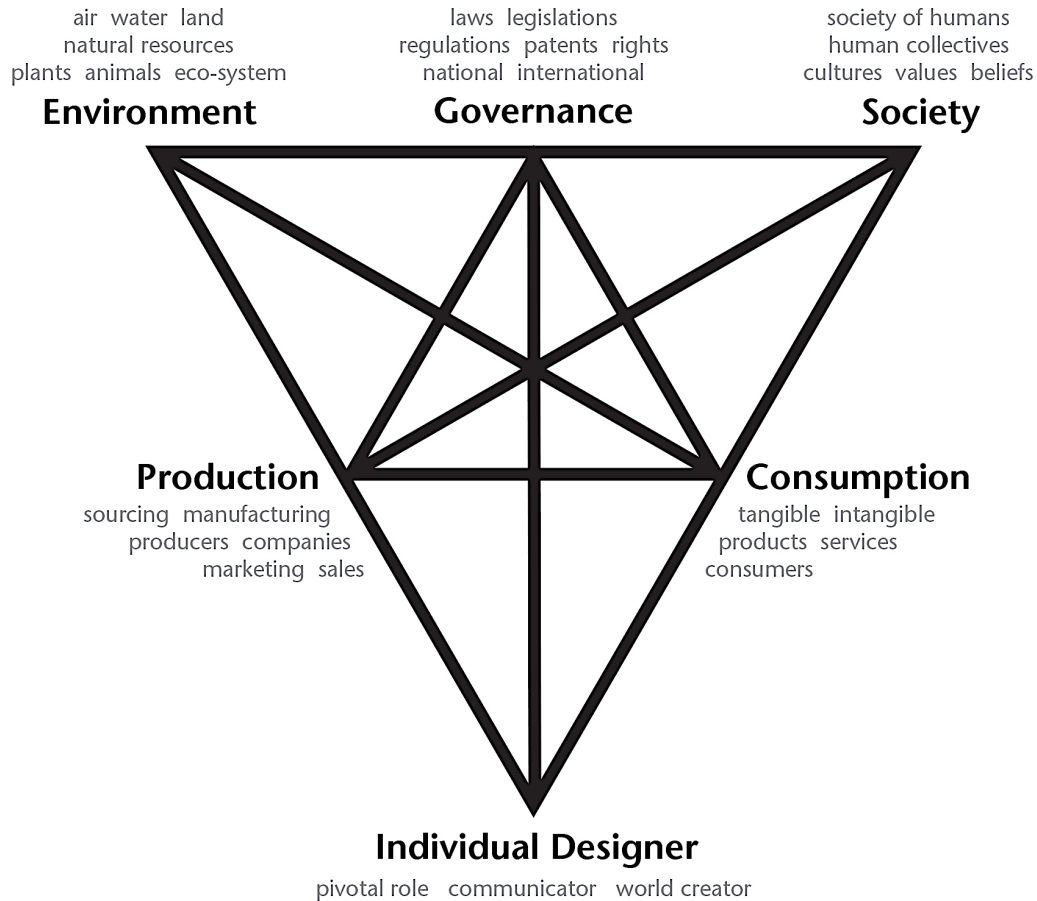 air water land
natural resources
plants animals eco-system
Environment
laws legislations
regulations patents rights
national international
Governance
society of humans
human collectives
cultures values beliefs
Society
Production
sourcing manufacturing
producers companies
marketing sales
Consumption
tangible intangible
products services
consumers
Individual Designer
pivotal role communicator world creator